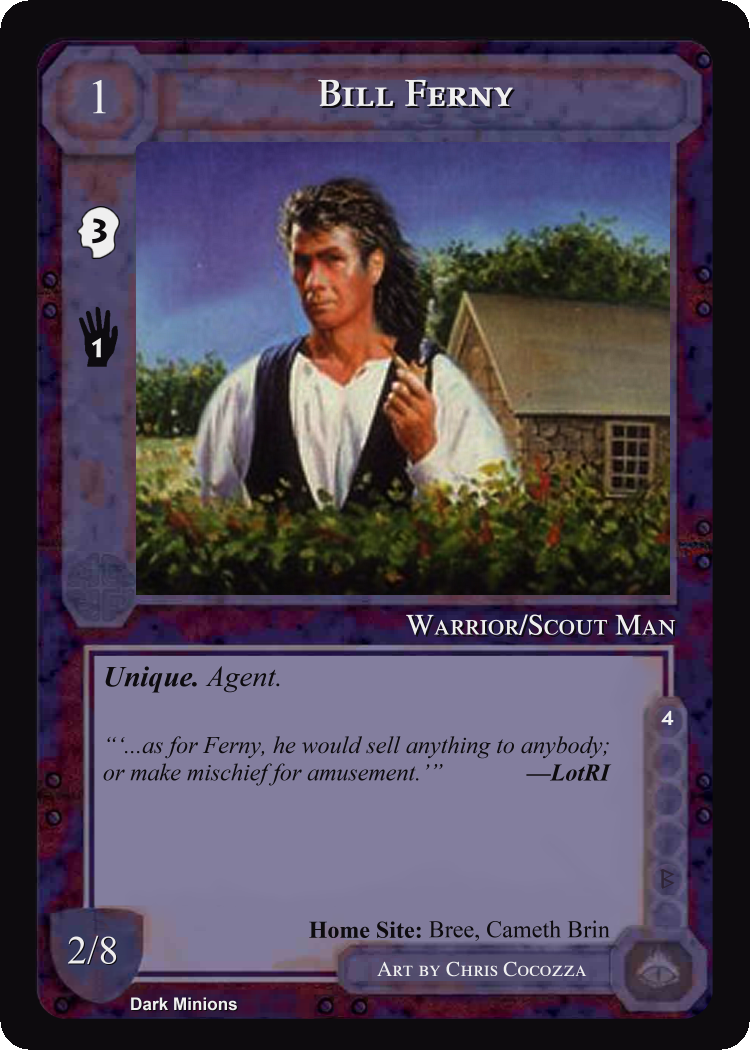 1
BILL FERNY
3
1
WARRIOR/SCOUT MAN
Unique. Agent.
4
“‘...as for Ferny, he would sell anything to anybody;
or make mischief for amusement.’” —LotRI
Home Site: Bree, Cameth Brin
2/8
ART BY CHRIS COCOZZA
Dark Minions